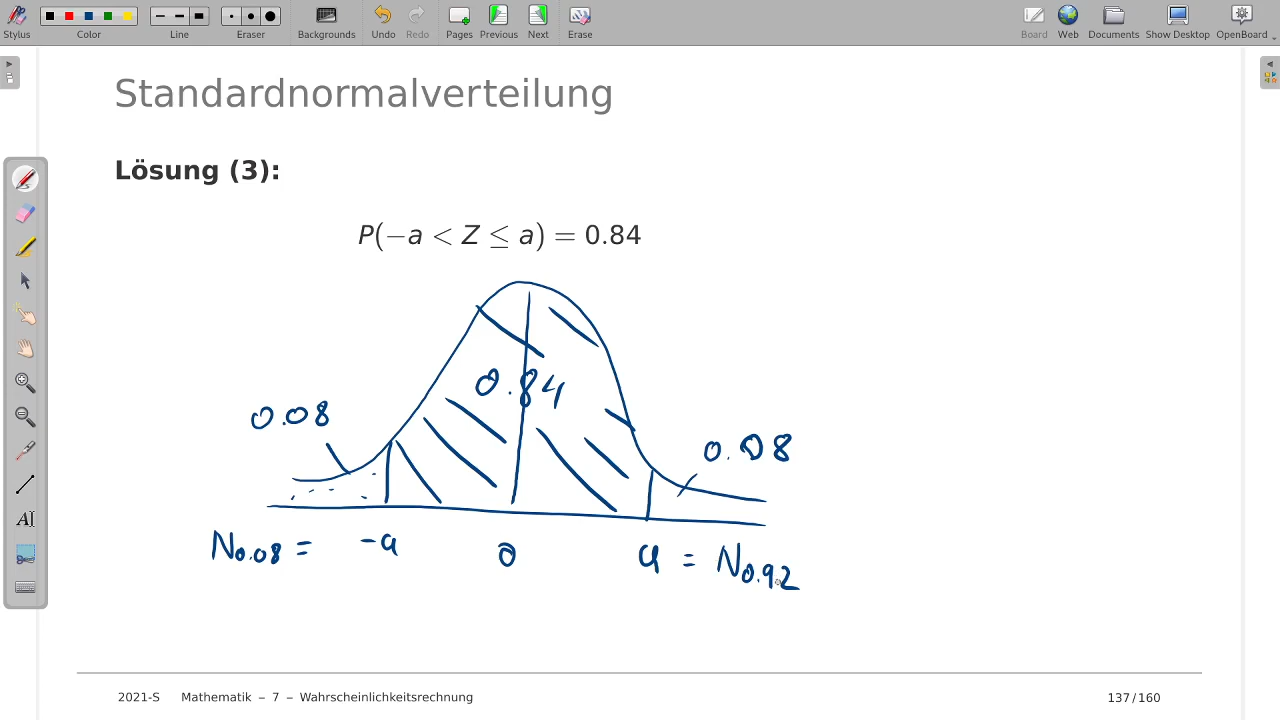 Stylus Color Line Eraser Backgrounds Undo Redo Pages Previous Next Erase Board Web Documents Show Desktop OpenBoard
Standardnormalverteilung
Lösung (3):
P(−a < Z ≤ a) = 0.84
0.84
0.08
0.08
N0.08 = -a 0 a = N0.92
AI
2021-S Mathematik – 7 – Wahrscheinlichkeitsrechnung 137/160